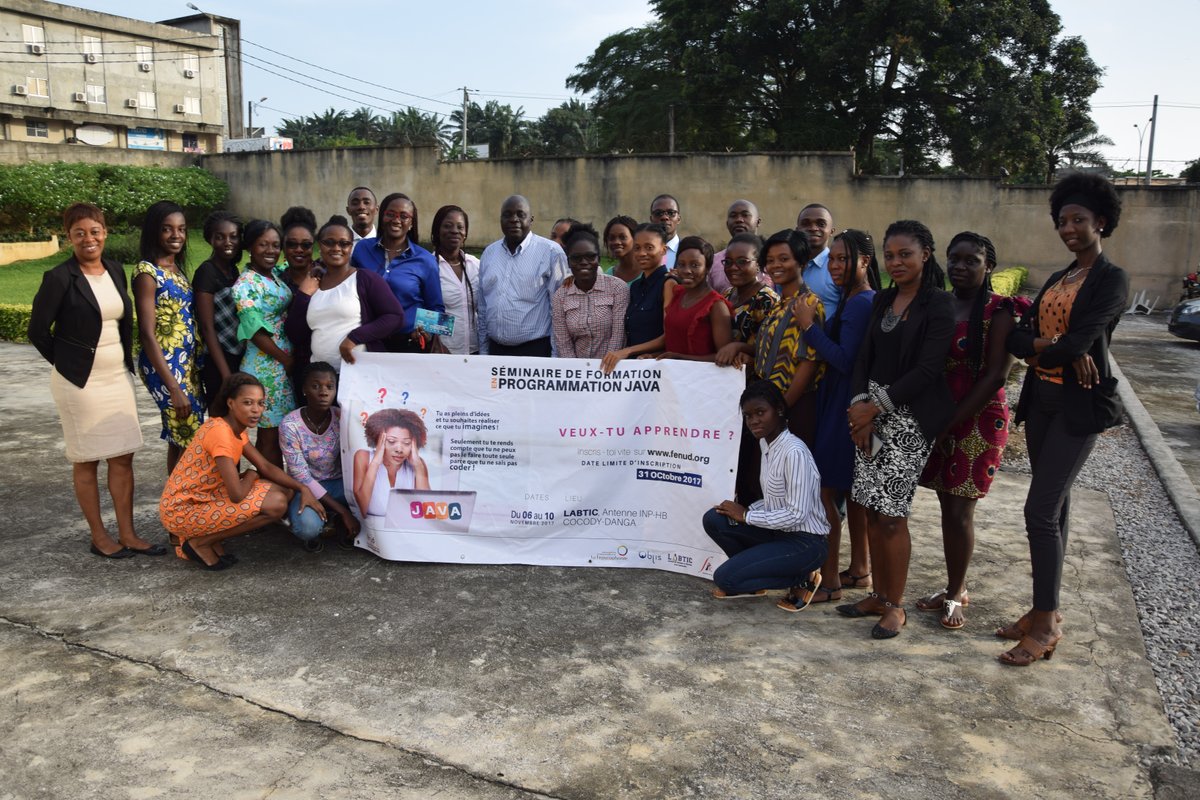 SÉMINAIRE DE FORMATION
EN PROGRAMMATION JAVA
Tu as pleins d'idées
et tu souhaites réaliser
ce que tu imagines !
Seulement tu te rends
compte que tu ne peux
pas le faire toute seule
parce que tu ne sais pas
coder !
JAVA
VEUX-TU APPRENDRE ?
inscris-toi vite sur www.fenud.org
DATE LIMITE D'INSCRIPTION
31 OCtobre 2017
DATES
Du 06 au 10
NOVEMBRE 2017
LIEU
LABTIC, Antenne INP-HB
COCODY-DANGA
la Francophonie
LABTIC